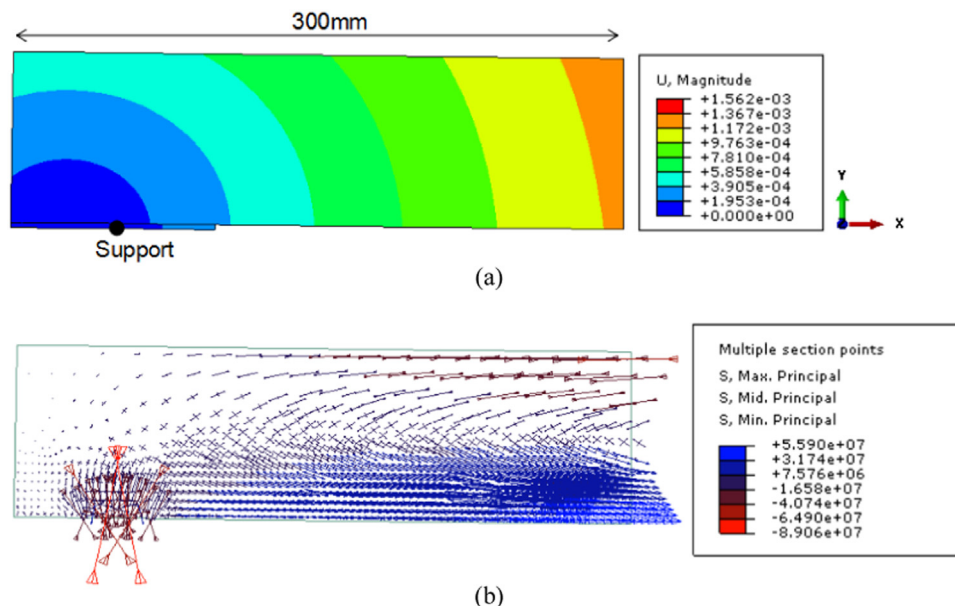 300mm
U, Magnitude
+1.562e-03
+1.367e-03
+1.172e-03
+9.763e-04
+7.810e-04
+5.858e-04
+3.905e-04
+1.953e-04
+0.000e+00
Y
X
Support
(a)
Multiple section points
S, Max. Principal
S, Mid. Principal
S, Min. Principal
+5.590e+07
+3.174e+07
+7.576e+06
-1.658e+07
-4.074e+07
-6.490e+07
-8.906e+07
(b)